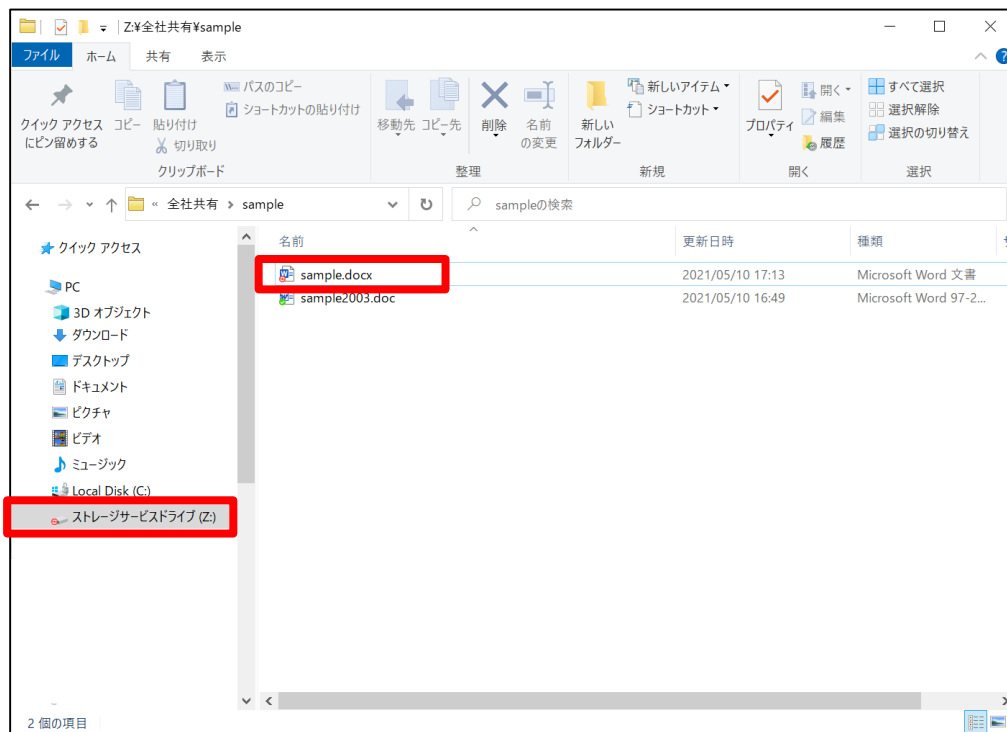 Z:¥全社共有¥sample
ファイル ホーム 共有 表示
クイック アクセス
にピン留めする
コピー
貼り付け
パスのコピー
ショートカットの貼り付け
切り取り
クリップボード
移動先 コピー先
削除
名前
の変更
整理
新しい
フォルダー
新しいアイテム
ショートカット
新規
プロパティ
開く
編集
履歴
開く
すべて選択
選択解除
選択の切り替え
選択
« 全社共有 › sample
sampleの検索
クイック アクセス
PC
3D オブジェクト
ダウンロード
デスクトップ
ドキュメント
ピクチャ
ビデオ
ミュージック
Local Disk (C:)
ストレージサービスドライブ (Z:)
名前 更新日時 種類
sample.docx 2021/05/10 17:13 Microsoft Word 文書
sample2003.doc 2021/05/10 16:49 Microsoft Word 97-2...
2 個の項目